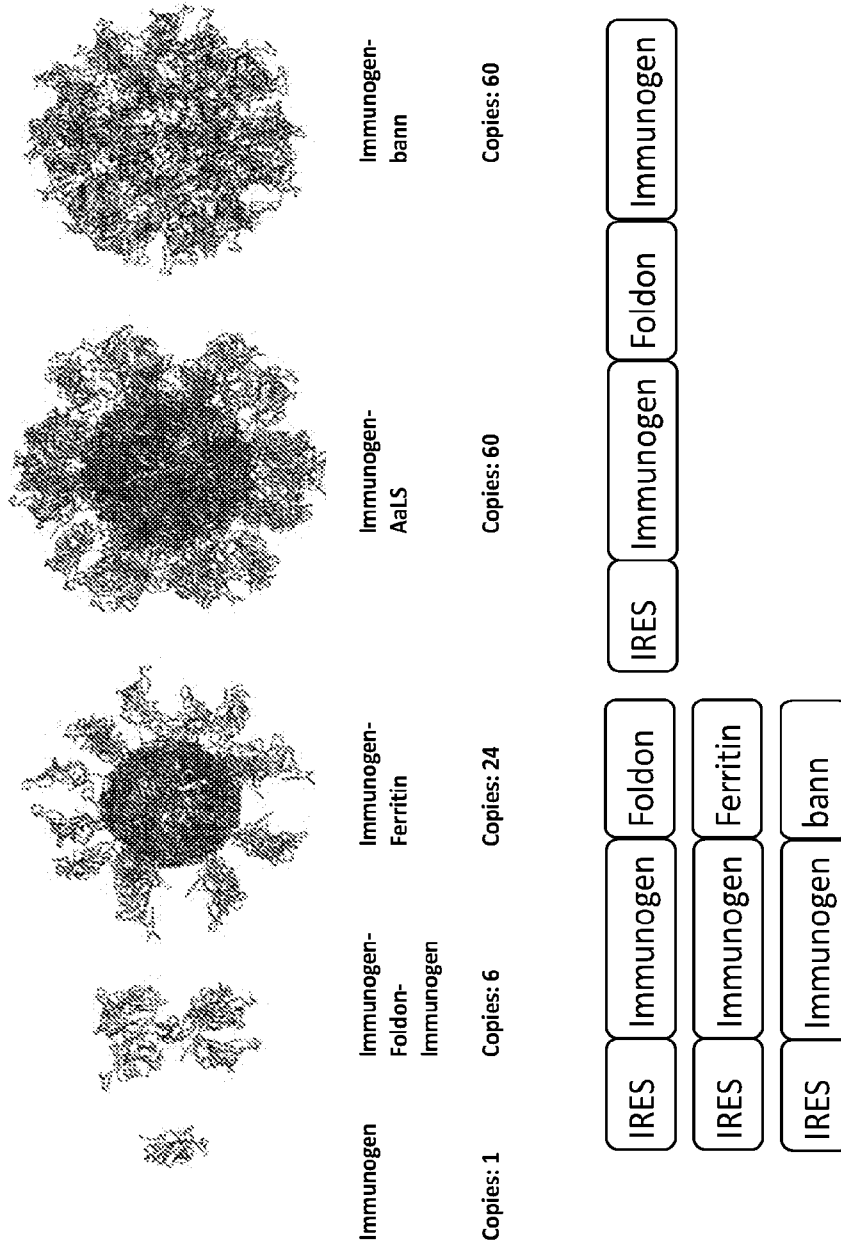 Immunogen
Copies: 1
Immunogen-
Foldon-
Immunogen
Copies: 6
Immunogen-
Ferritin
Copies: 24
Immunogen-
AaLS
Copies: 60
Immunogen-
bann
Copies: 60
IRES Immunogen Foldon
IRES Immunogen Ferritin
IRES Immunogen bann
IRES Immunogen Foldon Immunogen